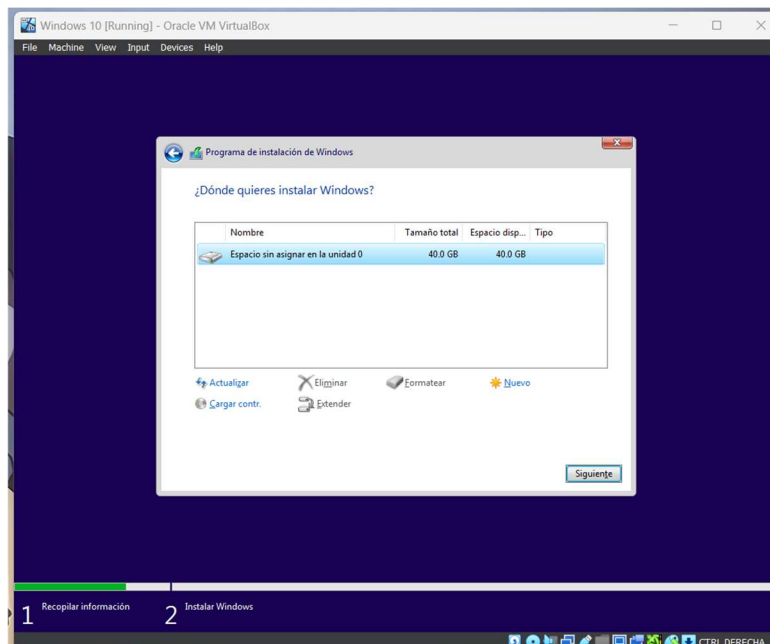 Windows 10 [Running] - Oracle VM VirtualBox
File Machine View Input Devices Help
Programa de instalación de Windows
¿Dónde quieres instalar Windows?
Nombre Tamaño total Espacio disp... Tipo
Espacio sin asignar en la unidad 0 40.0 GB 40.0 GB
Actualizar Eliminar Formatear Nuevo
Cargar contr. Extender
Siguiente
1 Recopilar información 2 Instalar Windows
CTRL DERECHA